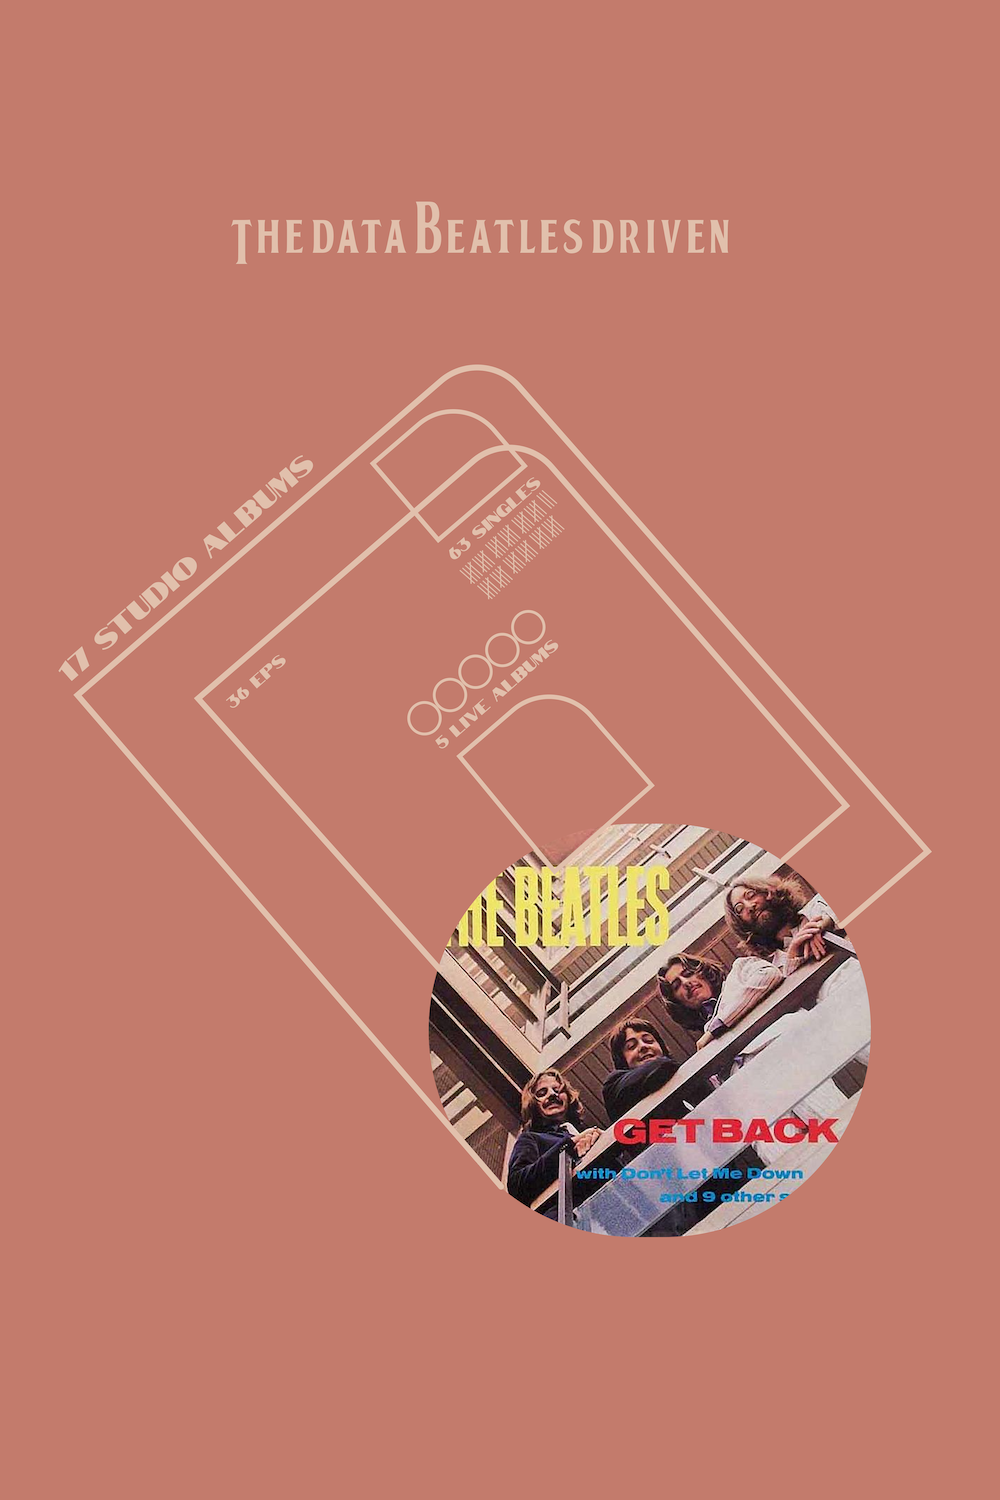 THE DATA BEATLES DRIVEN
17 STUDIO ALBUMS
63 SINGLES
36 EPS
5 LIVE ALBUMS
THE BEATLES
GET BACK
with Don't Let Me Down
and 9 other s